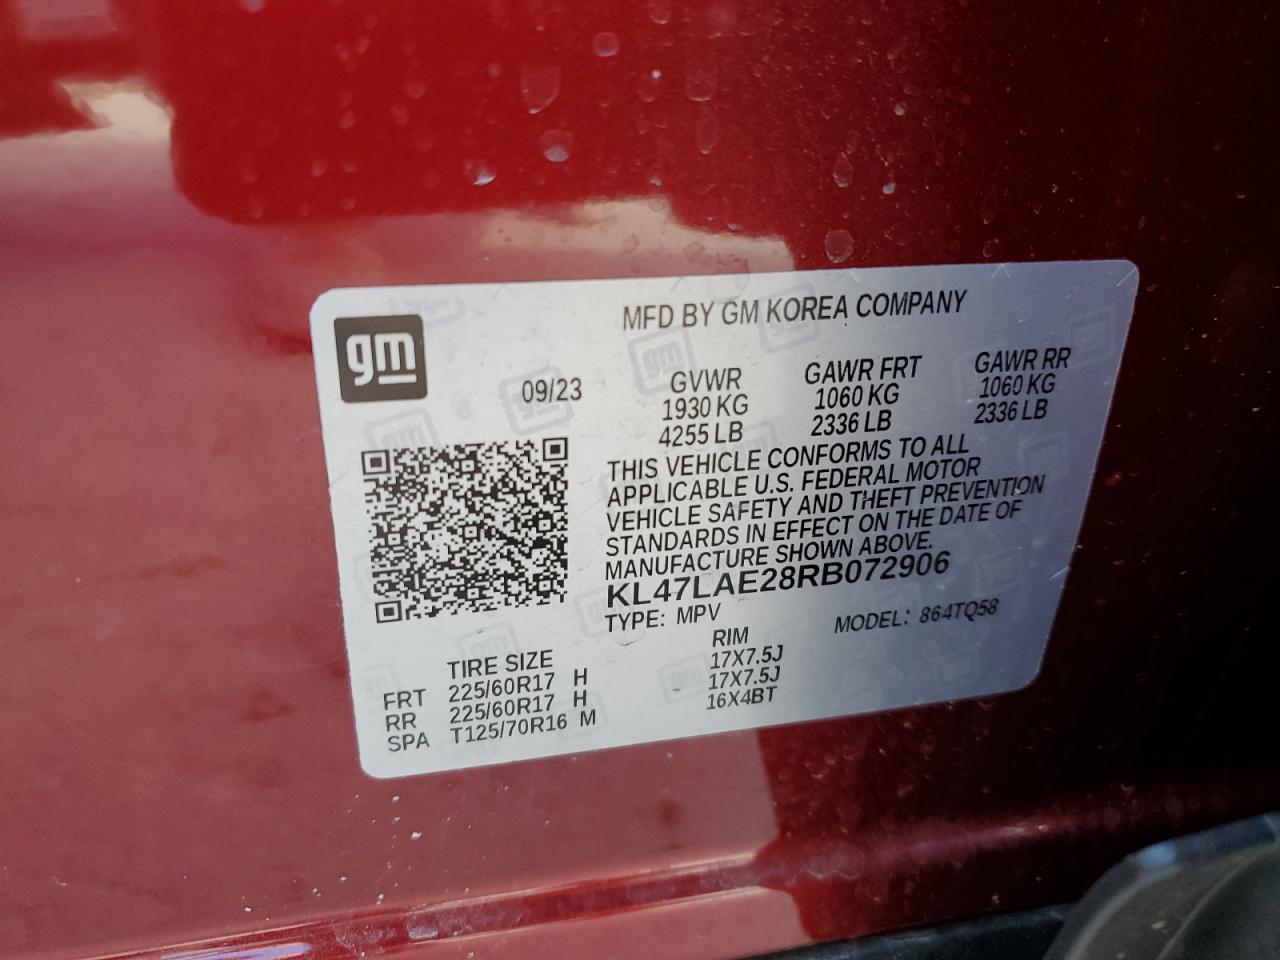 gm
MFD BY GM KOREA COMPANY
09/23
GVWR GAWR FRT GAWR RR
1930 KG 1060 KG 1060 KG
4255 LB 2336 LB 2336 LB
THIS VEHICLE CONFORMS TO ALL
APPLICABLE U.S. FEDERAL MOTOR
VEHICLE SAFETY AND THEFT PREVENTION
STANDARDS IN EFFECT ON THE DATE OF
MANUFACTURE SHOWN ABOVE.
KL47LAE28RB072906
TYPE: MPV MODEL: 864TQ58
TIRE SIZE RIM
FRT 225/60R17 H 17X7.5J
RR 225/60R17 H 17X7.5J
SPA T125/70R16 M 16X4BT